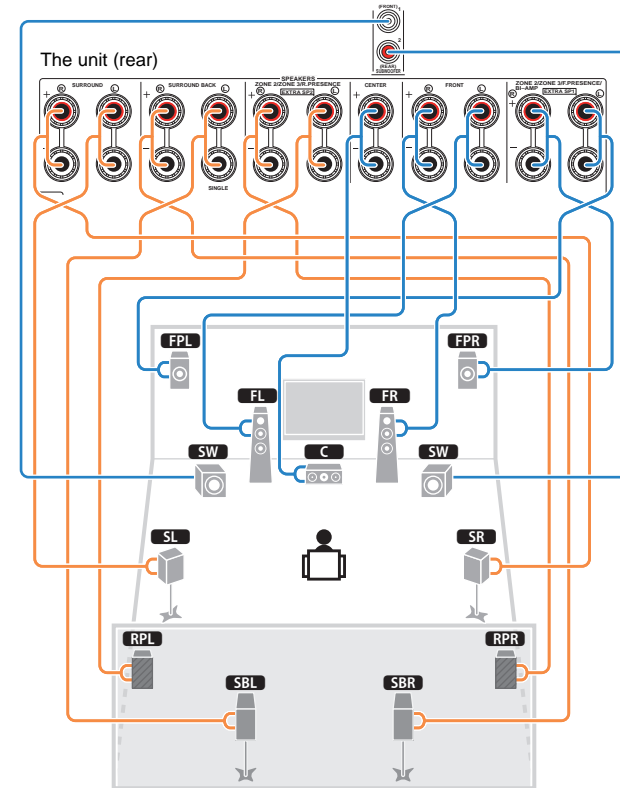 (FRONT) 1
2
(REAR)
SUBWOOFER
The unit (rear)
SPEAKERS
R SURROUND L
R SURROUND BACK L
ZONE 2/ZONE 3/R.PRESENCE
R EXTRA SP2 L
CENTER
R FRONT L
ZONE 2/ZONE 3/F.PRESENCE/
BI-AMP EXTRA SP1
R L
+ + + + + +
- - - - - -
SINGLE
FPL FPR
FL FR
SW C SW
SL SR
RPL RPR
SBL SBR